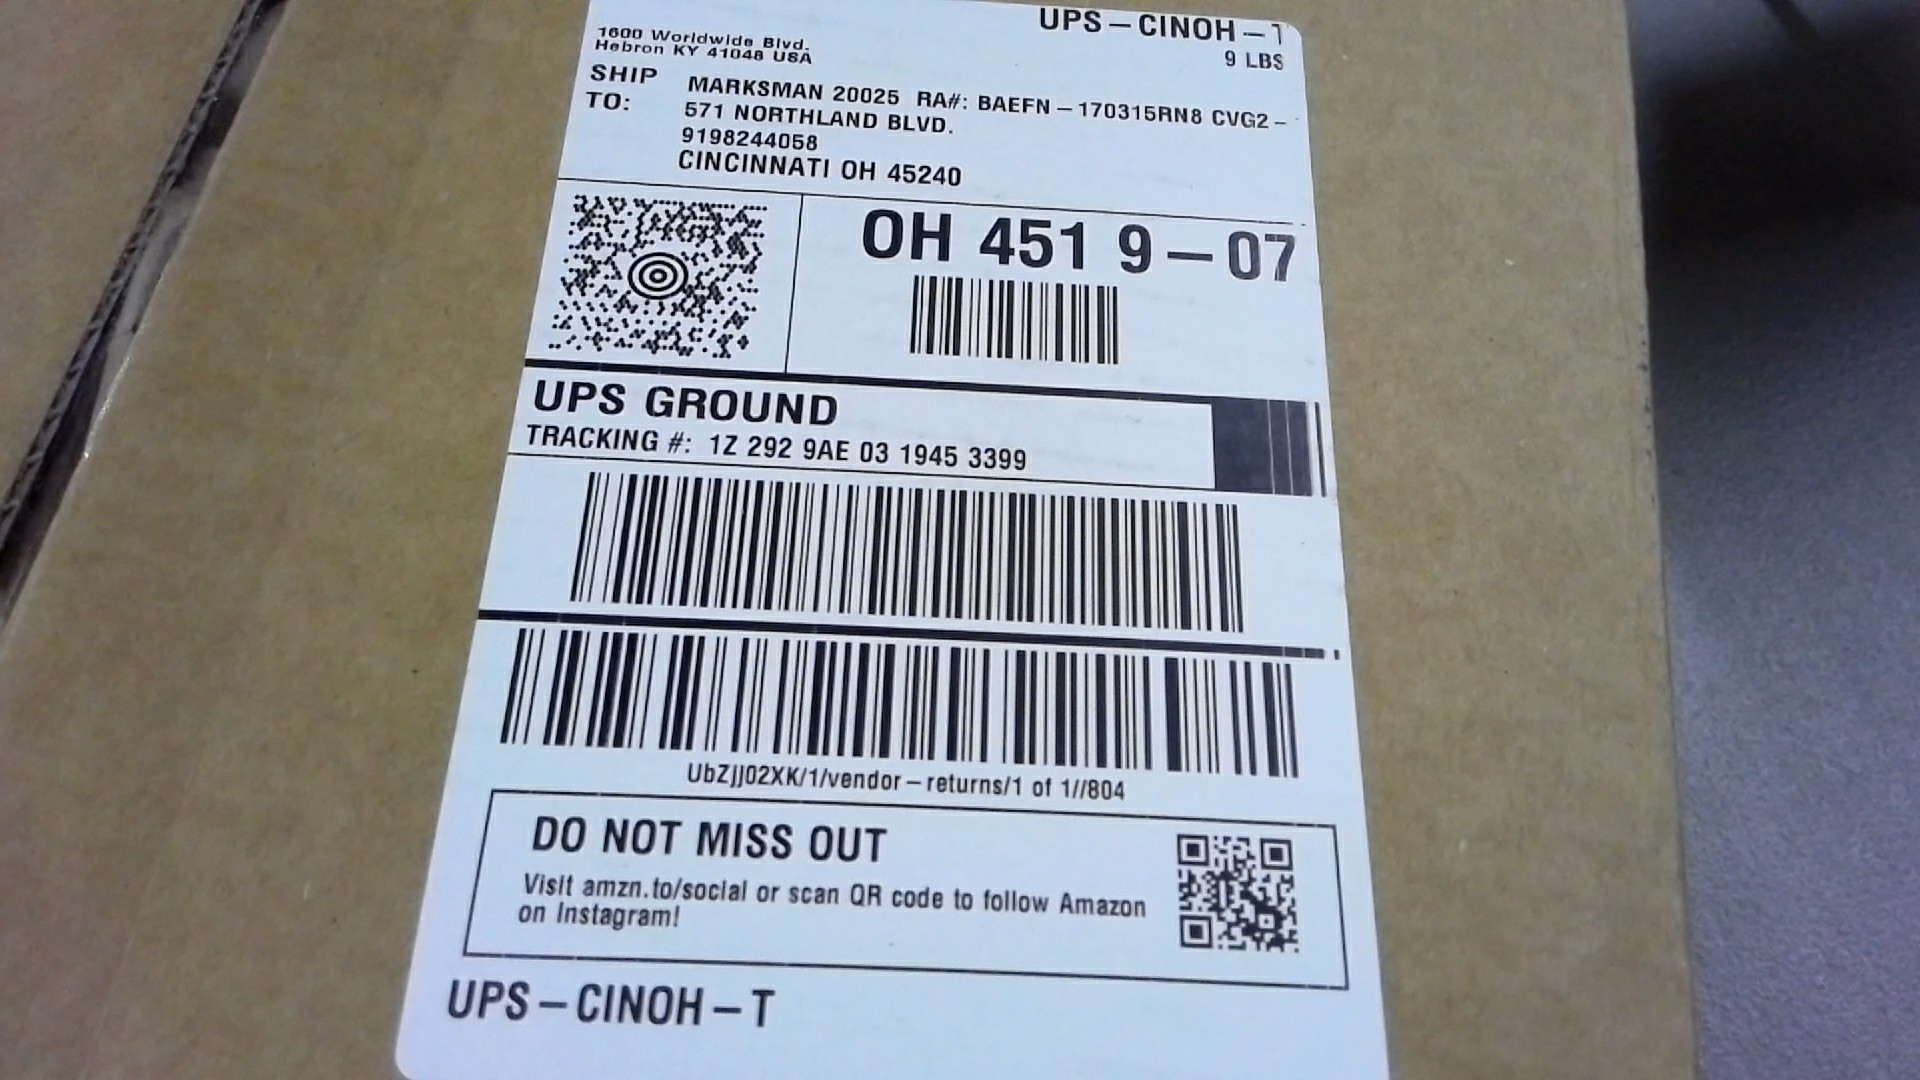 UPS – CINOH –
1600 Worldwide Blvd.
Hebron KY 41048 USA
9 LBS
SHIP TO:
MARKSMAN 20025 RA#: BAEFN – 170315RN8 CVG2 –
571 NORTHLAND BLVD.
9198244058
CINCINNATI OH 45240
OH 451 9 – 07
UPS GROUND
TRACKING #: 1Z 292 9AE 03 1945 3399
UbZjj02XK/1/vendor – returns/1 of 1//804
DO NOT MISS OUT
Visit amzn.to/social or scan QR code to follow Amazon
on Instagram!
UPS – CINOH – T